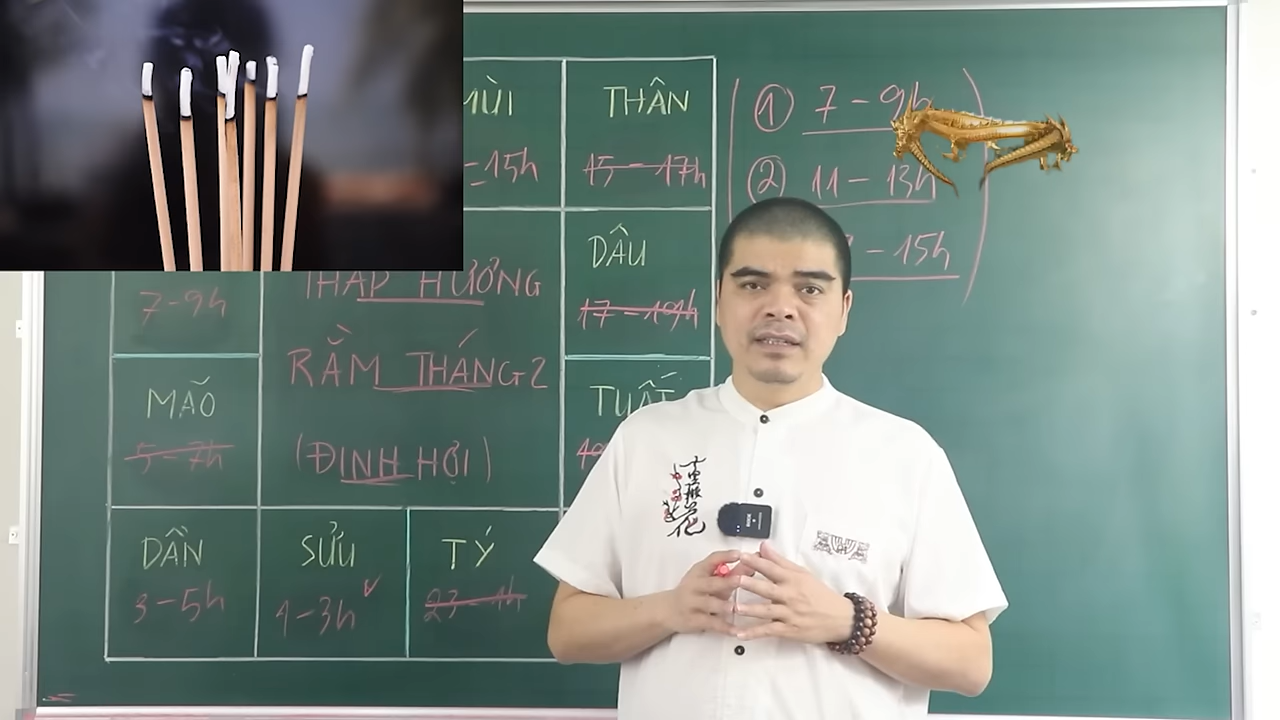 THÂN
15 - 17h
15h
DẬU
17 - 19h
7 - 9h
THẮP HƯƠNG
RẰM THÁNG 2
(ĐINH HỢI)
MÃO
5 - 7h
TUẤT
DẦN
3 - 5h
SỬU
1 - 3h
TÝ
23 - 1h
① 7 - 9h
② 11 - 13h
- 15h